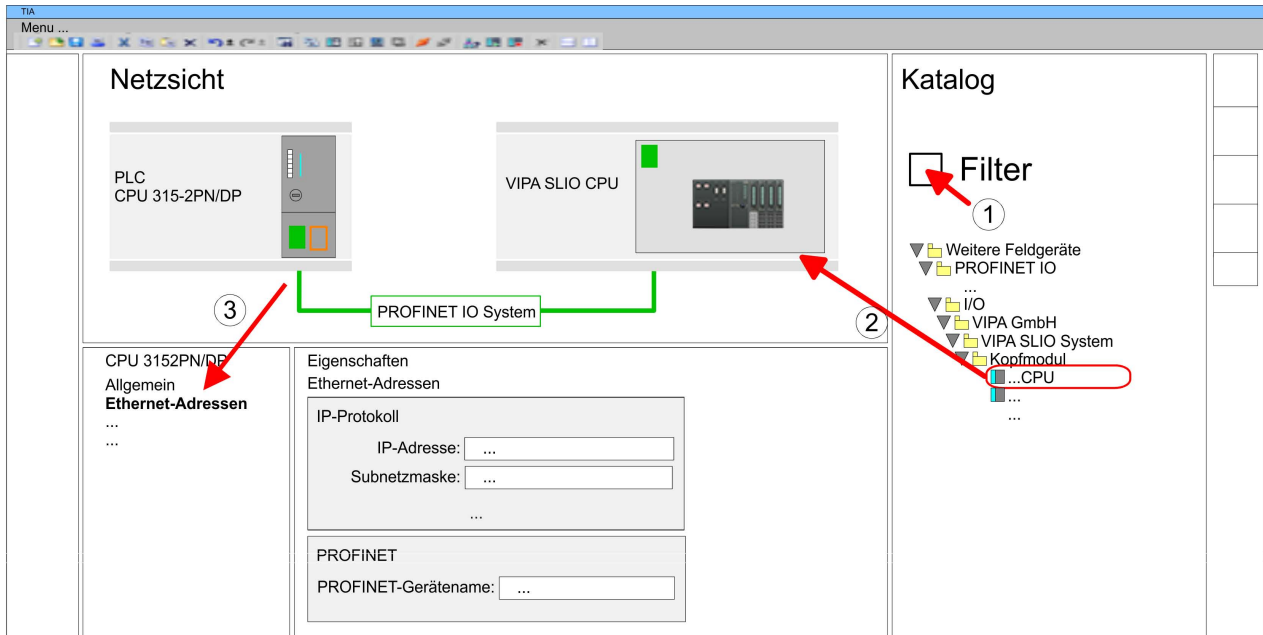 TIA
Menu ...
Netzsicht
PLC
CPU 315-2PN/DP
VIPA SLIO CPU
PROFINET IO System
3
2
Katalog
Filter
1
Weitere Feldgeräte
PROFINET IO
...
I/O
VIPA GmbH
VIPA SLIO System
Kopfmodul
...CPU
...
...
CPU 3152PN/DP
Allgemein
Ethernet-Adressen
...
...
Eigenschaften
Ethernet-Adressen
IP-Protokoll
IP-Adresse: ...
Subnetzmaske: ...
...
PROFINET
PROFINET-Gerätename: ...